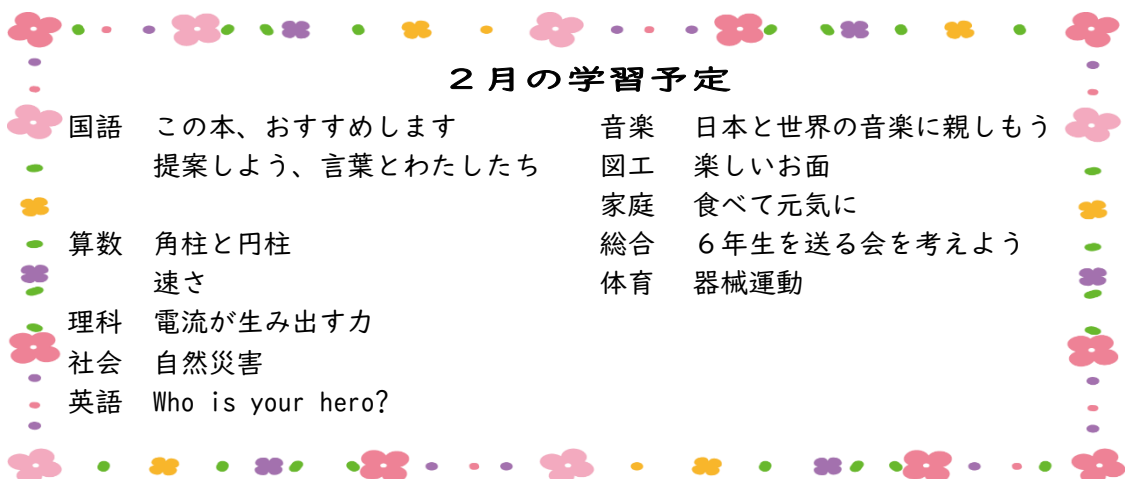 ２月の学習予定
国語　この本、おすすめします
提案しよう、言葉とわたしたち
算数　角柱と円柱
速さ
理科　電流が生み出す力
社会　自然災害
英語　Who is your hero?
音楽　日本と世界の音楽に親しもう
図工　楽しいお面
家庭　食べて元気に
総合　６年生を送る会を考えよう
体育　器械運動